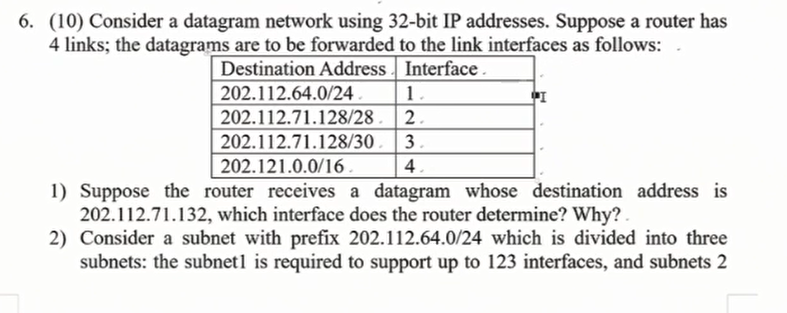 6. (10) Consider a datagram network using 32-bit IP addresses. Suppose a router has
4 links; the datagrams are to be forwarded to the link interfaces as follows:
Destination Address Interface
202.112.64.0/24 1
202.112.71.128/28 2
202.112.71.128/30 3
202.121.0.0/16 4
1) Suppose the router receives a datagram whose destination address is
202.112.71.132, which interface does the router determine? Why?
2) Consider a subnet with prefix 202.112.64.0/24 which is divided into three
subnets: the subnet1 is required to support up to 123 interfaces, and subnets 2